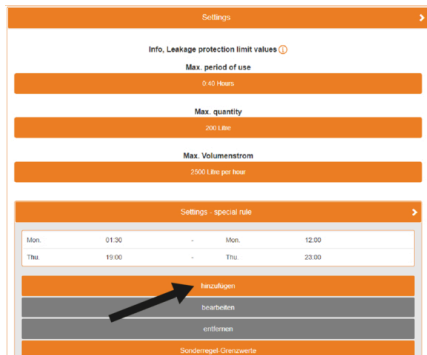 Settings
Info, Leakage protection limit values
Max. period of use
0:40 Hours
Max. quantity
200 Litre
Max. Volumenstrom
2500 Litre per hour
Settings - special rule
Mon. 01:30 - Mon. 12:00
Thu. 19:00 - Thu. 23:00
hinzufügen
bearbeiten
entfernen
Sonderregel-Grenzwerte